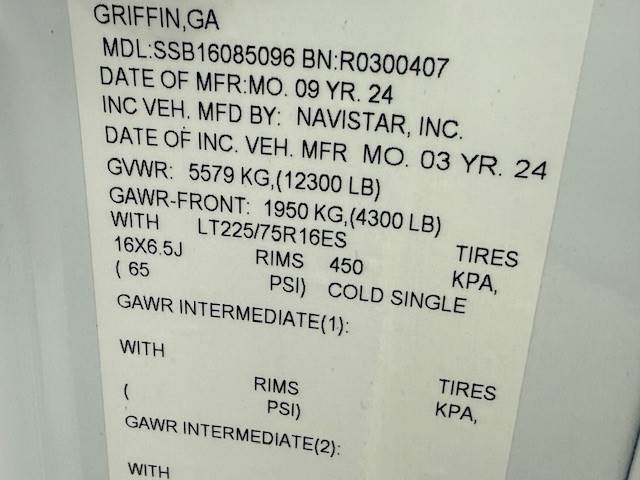 GRIFFIN,GA
MDL:SSB16085096 BN:R0300407
DATE OF MFR:MO. 09 YR. 24
INC VEH. MFD BY: NAVISTAR, INC.
DATE OF INC. VEH. MFR MO. 03 YR. 24
GVWR: 5579 KG,(12300 LB)
GAWR-FRONT: 1950 KG,(4300 LB)
WITH LT225/75R16ES TIRES
16X6.5J RIMS 450 KPA,
( 65 PSI) COLD SINGLE
GAWR INTERMEDIATE(1):
WITH TIRES
RIMS KPA,
( PSI)
GAWR INTERMEDIATE(2):
WITH